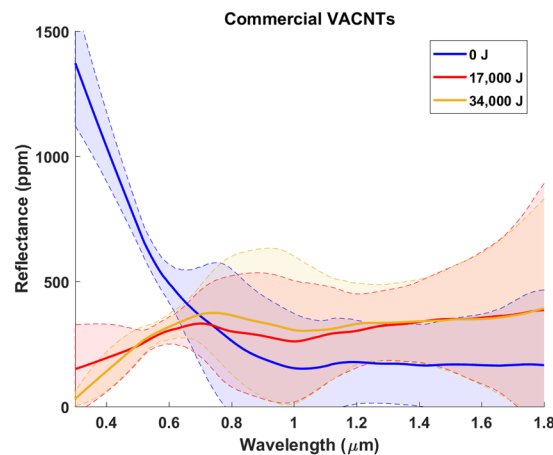 Commercial VACNTs
0 J
17,000 J
34,000 J
Reflectance (ppm)
1500
1000
500
0
0.4 0.6 0.8 1 1.2 1.4 1.6 1.8
Wavelength (μm)